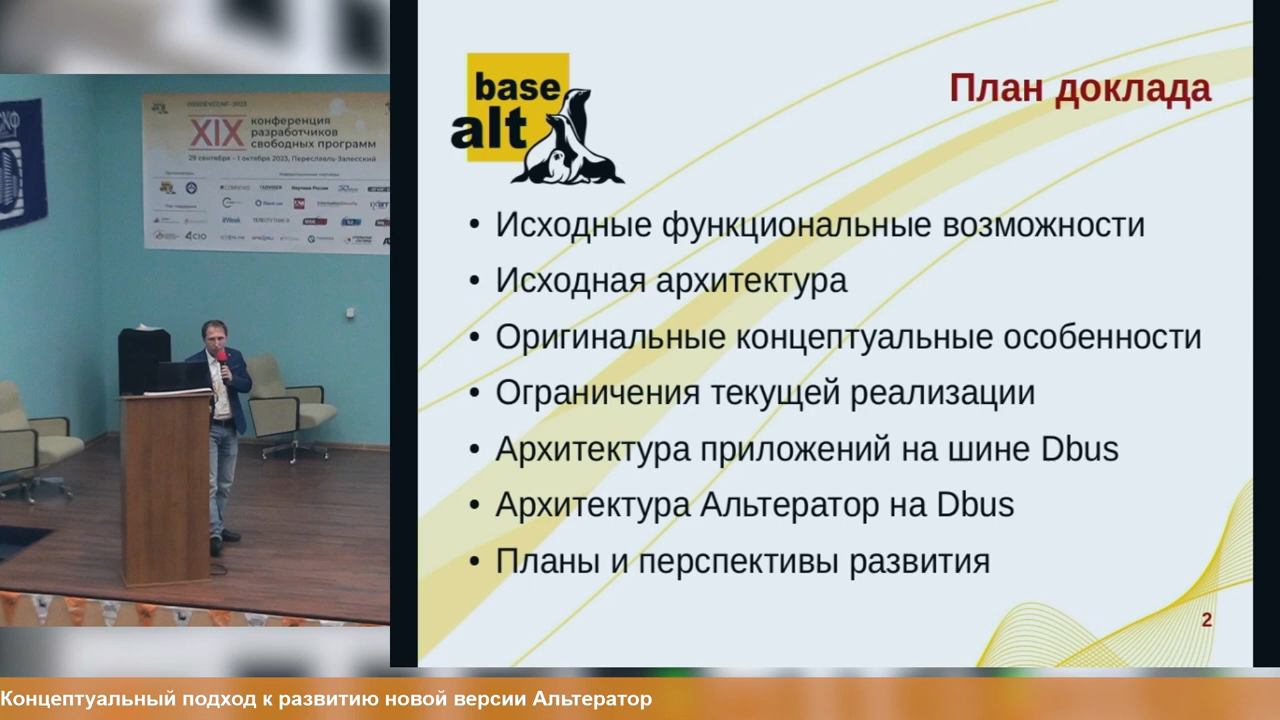 OSSDEVCONF-2023
XIX
конференция
разработчиков
свободных программ
29 сентября – 1 октября 2023, Переславль-Залесский
base
alt
План доклада
• Исходные функциональные возможности
• Исходная архитектура
• Оригинальные концептуальные особенности
• Ограничения текущей реализации
• Архитектура приложений на шине Dbus
• Архитектура Альтератор на Dbus
• Планы и перспективы развития
2
Концептуальный подход к развитию новой версии Альтератор